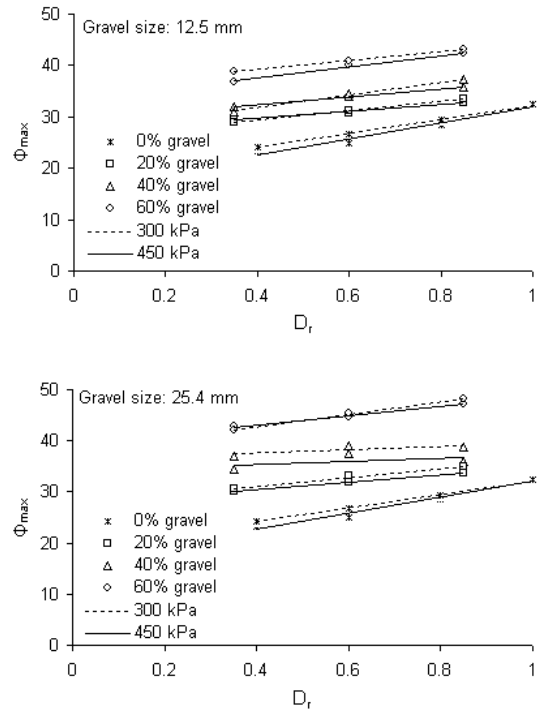 Gravel size: 12.5 mm
50
40
30
20
10
0
Φmax
0% gravel
20% gravel
40% gravel
60% gravel
300 kPa
450 kPa
0 0.2 0.4 0.6 0.8 1
Dr
Gravel size: 25.4 mm
50
40
30
20
10
0
Φmax
0% gravel
20% gravel
40% gravel
60% gravel
300 kPa
450 kPa
0 0.2 0.4 0.6 0.8 1
Dr